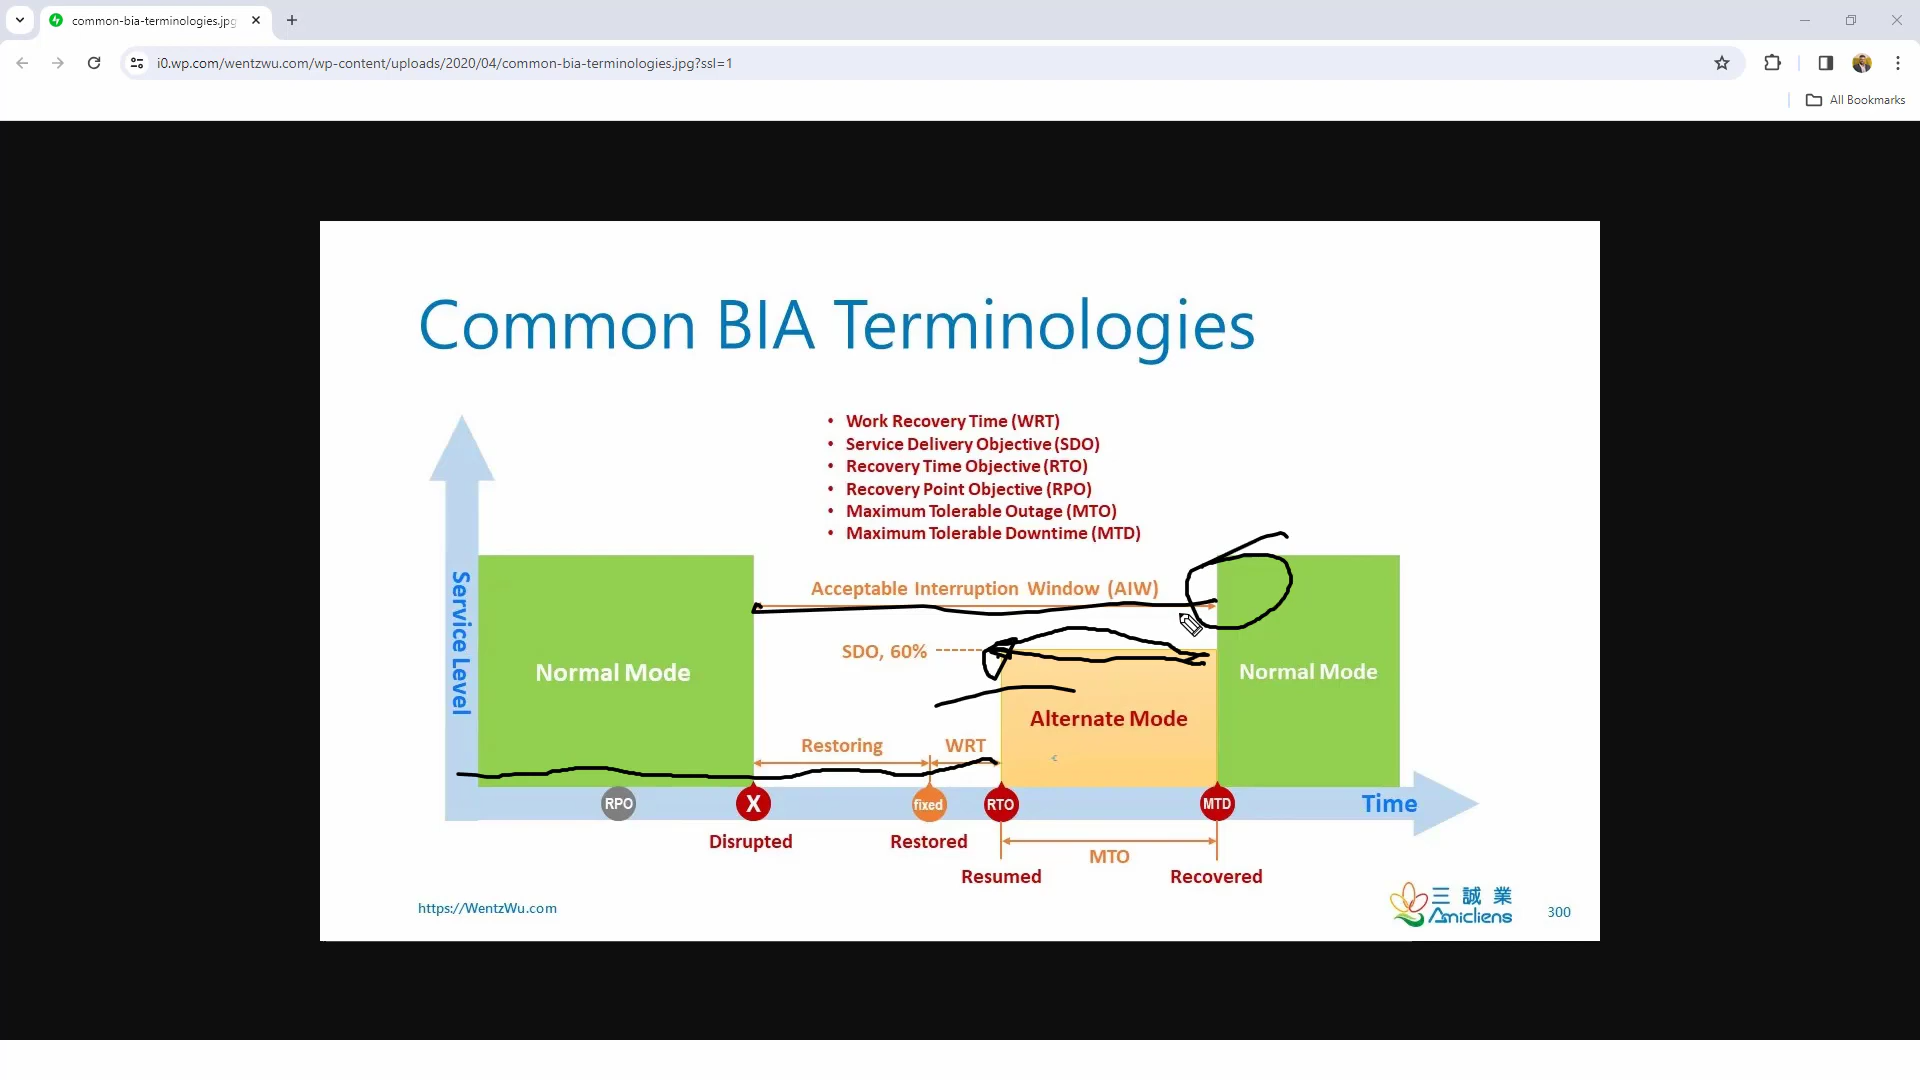 common-bia-terminologies.jpg
i0.wp.com/wentzwu.com/wp-content/uploads/2020/04/common-bia-terminologies.jpg?ssl=1
All Bookmarks
Common BIA Terminologies
• Work Recovery Time (WRT)
• Service Delivery Objective (SDO)
• Recovery Time Objective (RTO)
• Recovery Point Objective (RPO)
• Maximum Tolerable Outage (MTO)
• Maximum Tolerable Downtime (MTD)
Service Level
Acceptable Interruption Window (AIW)
SDO, 60%
Normal Mode
Normal Mode
Alternate Mode
Restoring
WRT
RPO
X
fixed
RTO
MTD
Time
Disrupted
Restored
MTO
Resumed
Recovered
https://WentzWu.com
三誠業
Amicliens
300